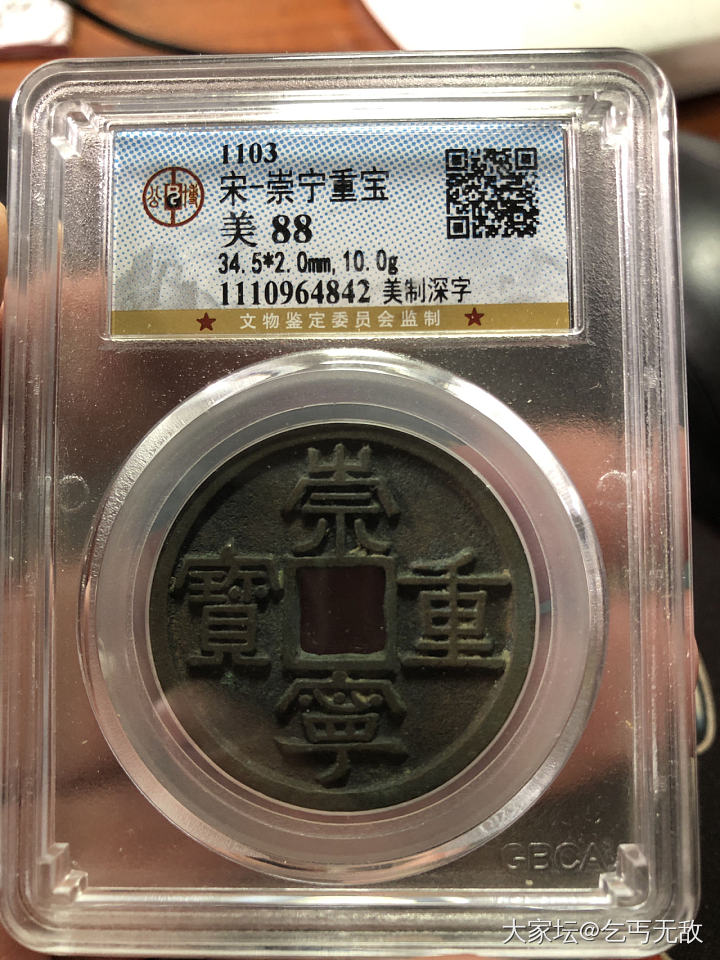 1103
宋-崇宁重宝
美 88
34.5*2.0mm,10.0g
1110964842 美制深字
公博
★ 文物鉴定委员会监制 ★
崇
寶 重
寧
GBCA
大家坛@乞丐无敌